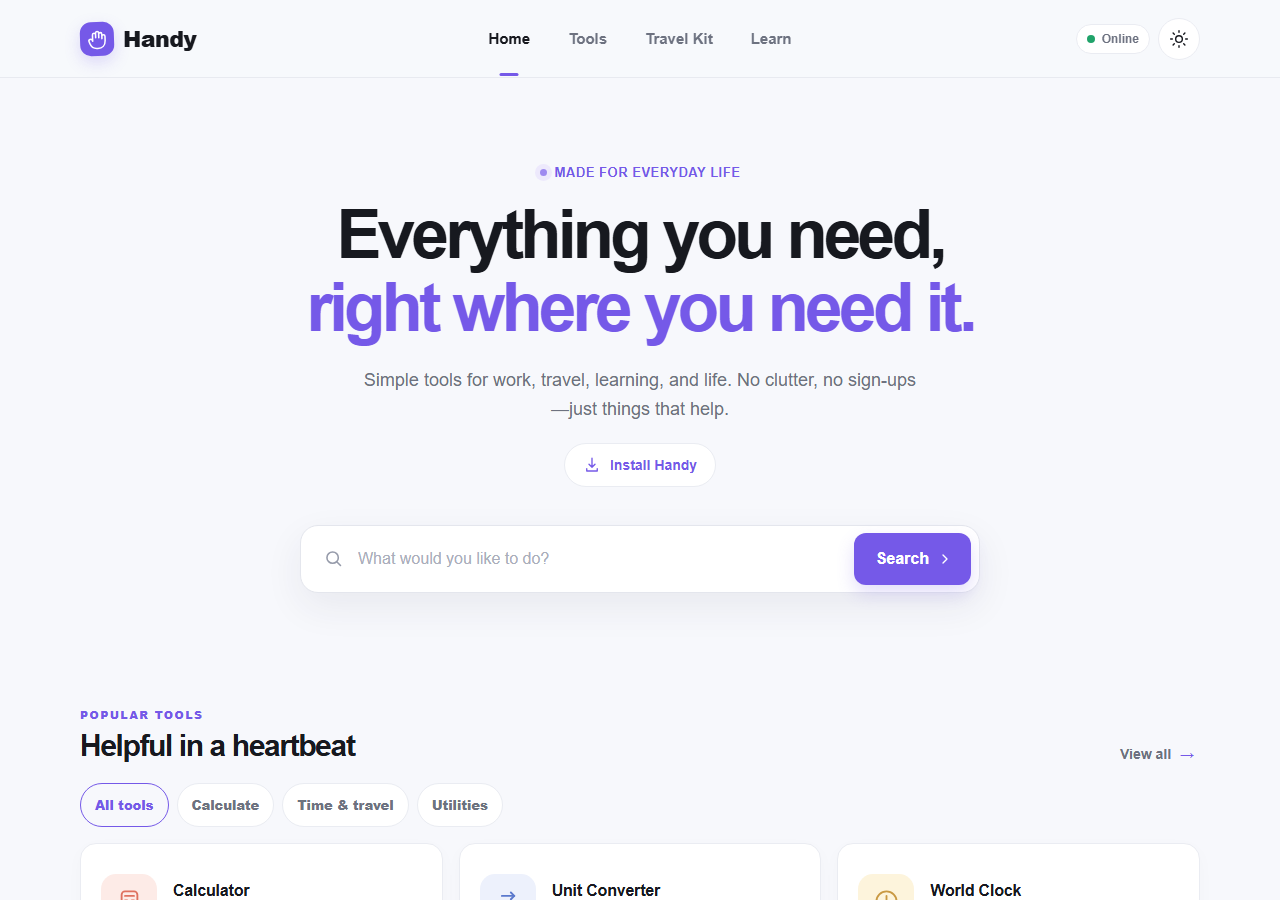 Handy
Home
Tools
Travel Kit
Learn
Online
MADE FOR EVERYDAY LIFE
Everything you need,
right where you need it.
Simple tools for work, travel, learning, and life. No clutter, no sign-ups
—just things that help.
Install Handy
What would you like to do?
Search
POPULAR TOOLS
Helpful in a heartbeat
View all →
All tools
Calculate
Time & travel
Utilities
Calculator
Unit Converter
World Clock